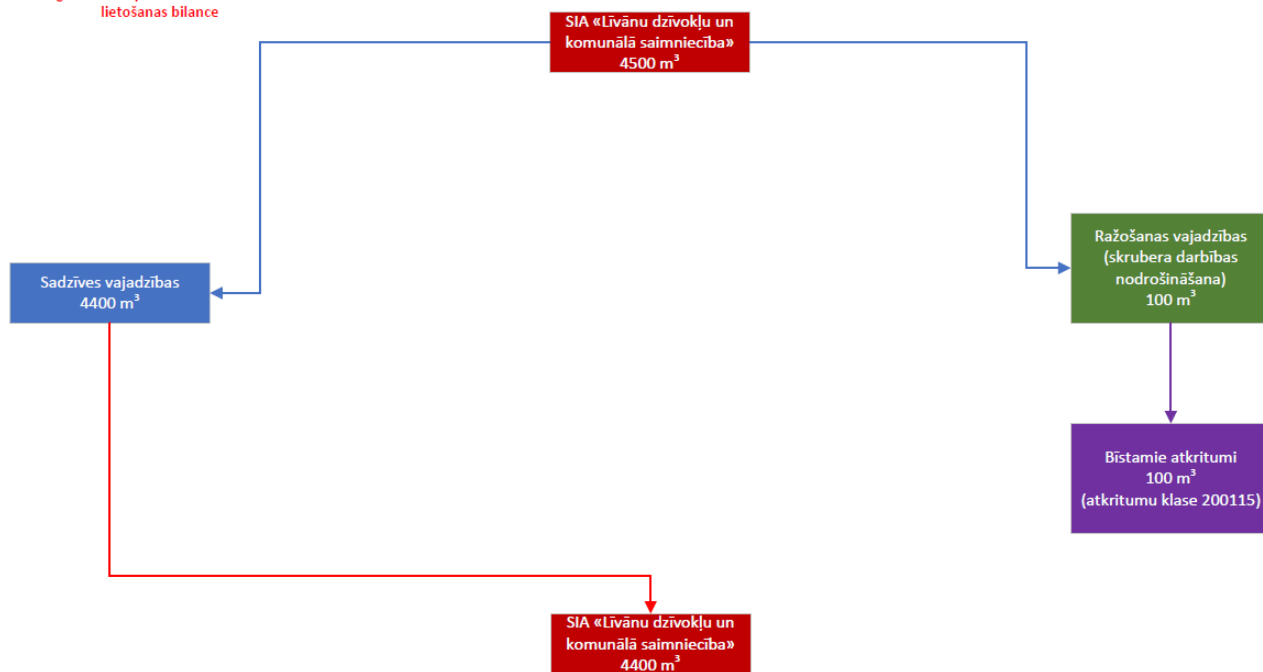 lietošanas bilance
SIA «Līvānu dzīvokļu un
komunālā saimniecība»
4500 m³
Ražošanas vajadzības
(skrubera darbības
nodrošināšana)
100 m³
Sadzīves vajadzības
4400 m³
Bīstamie atkritumi
100 m³
(atkritumu klase 200115)
SIA «Līvānu dzīvokļu un
komunālā saimniecība»
4400 m³